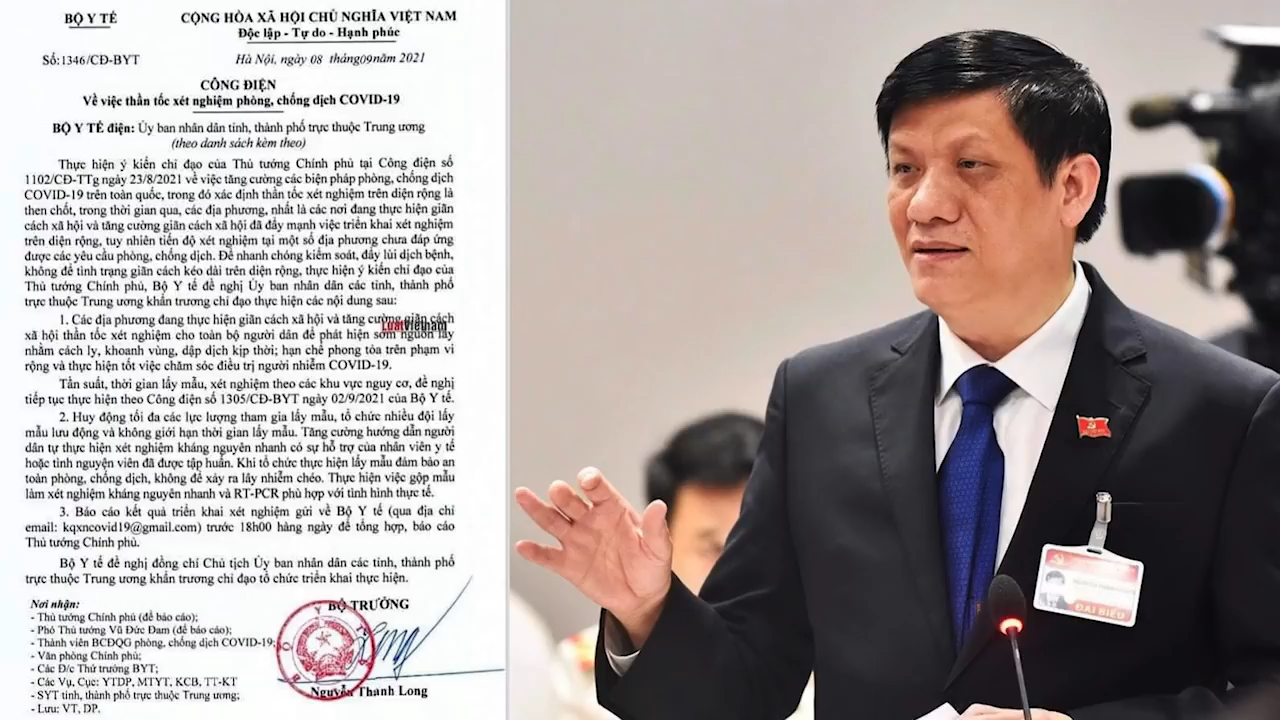 BỘ Y TẾ
CỘNG HÒA XÃ HỘI CHỦ NGHĨA VIỆT NAM
Độc lập - Tự do - Hạnh phúc
Số:1346/CĐ-BYT
Hà Nội, ngày 08 tháng09năm 2021
CÔNG ĐIỆN
Về việc thần tốc xét nghiệm phòng, chống dịch COVID-19
BỘ Y TẾ điện: Ủy ban nhân dân tỉnh, thành phố trực thuộc Trung ương
(theo danh sách kèm theo)
Thực hiện ý kiến chỉ đạo của Thủ tướng Chính phủ tại Công điện số
1102/CĐ-TTg ngày 23/8/2021 về việc tăng cường các biện pháp phòng, chống dịch
COVID-19 trên toàn quốc, trong đó xác định thần tốc xét nghiệm trên diện rộng là
then chốt, trong thời gian qua, các địa phương, nhất là các nơi đang thực hiện giãn
cách xã hội và tăng cường giãn cách xã hội đã đẩy mạnh việc triển khai xét nghiệm
trên diện rộng, tuy nhiên tiến độ xét nghiệm tại một số địa phương chưa đáp ứng
được các yêu cầu phòng, chống dịch. Để nhanh chóng kiểm soát, đẩy lùi dịch bệnh,
không để tình trạng giãn cách kéo dài trên diện rộng, thực hiện ý kiến chỉ đạo của
Thủ tướng Chính phủ, Bộ Y tế đề nghị Ủy ban nhân dân các tỉnh, thành phố
trực thuộc Trung ương khẩn trương chỉ đạo thực hiện các nội dung sau:
1. Các địa phương đang thực hiện giãn cách xã hội và tăng cường giãn cách
xã hội thần tốc xét nghiệm cho toàn bộ người dân để phát hiện sớm nguồn lây
LuatVietnam
nhằm cách ly, khoanh vùng, dập dịch kịp thời; hạn chế phong tỏa trên phạm vi
rộng và thực hiện tốt việc chăm sóc điều trị người nhiễm COVID-19.
Tần suất, thời gian lấy mẫu, xét nghiệm theo các khu vực nguy cơ, đề nghị
tiếp tục thực hiện theo Công điện số 1305/CĐ-BYT ngày 02/9/2021 của Bộ Y tế.
2. Huy động tối đa các lực lượng tham gia lấy mẫu, tổ chức nhiều đội lấy
mẫu lưu động và không giới hạn thời gian lấy mẫu. Tăng cường hướng dẫn người
dân tự thực hiện xét nghiệm kháng nguyên nhanh có sự hỗ trợ của nhân viên y tế
hoặc tình nguyện viên đã được tập huấn. Khi tổ chức thực hiện lấy mẫu đảm bảo an
toàn phòng, chống dịch, không để xảy ra lây nhiễm chéo. Thực hiện việc gộp mẫu
làm xét nghiệm kháng nguyên nhanh và RT-PCR phù hợp với tình hình thực tế.
3. Báo cáo kết quả triển khai xét nghiệm gửi về Bộ Y tế (qua địa chỉ
email: kqxncovid19@gmail.com) trước 18h00 hàng ngày để tổng hợp, báo cáo
Thủ tướng Chính phủ.
Bộ Y tế đề nghị đồng chí Chủ tịch Ủy ban nhân dân các tỉnh, thành phố
trực thuộc Trung ương khẩn trương chỉ đạo tổ chức triển khai thực hiện.
Nơi nhận:
- Thủ tướng Chính phủ (để báo cáo);
- Phó Thủ tướng Vũ Đức Đam (để báo cáo);
- Thành viên BCĐQG phòng, chống dịch COVID-19;
- Văn phòng Chính phủ;
- Các Đ/c Thứ trưởng BYT;
- Các Vụ, Cục: YTDP, MTYT, KCB, TT-KT
- SYT tỉnh, thành phố trực thuộc Trung ương;
- Lưu: VT, DP.
BỘ TRƯỞNG
Nguyễn Thanh Long
ĐẠI BIỂU